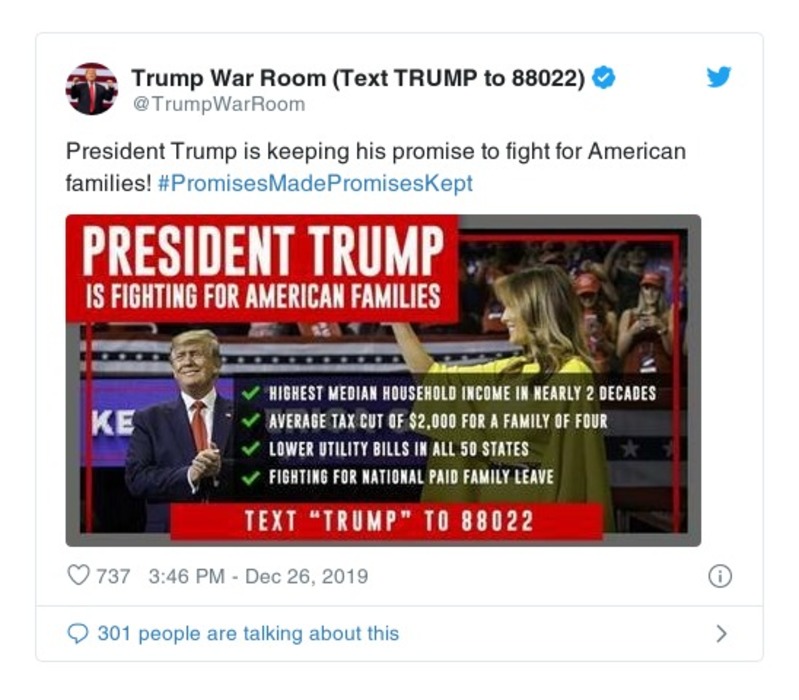 Trump War Room (Text TRUMP to 88022)
@TrumpWarRoom
President Trump is keeping his promise to fight for American
families! #PromisesMadePromisesKept
PRESIDENT TRUMP
IS FIGHTING FOR AMERICAN FAMILIES
KE
HIGHEST MEDIAN HOUSEHOLD INCOME IN NEARLY 2 DECADES
AVERAGE TAX CUT OF $2,000 FOR A FAMILY OF FOUR
LOWER UTILITY BILLS IN ALL 50 STATES
FIGHTING FOR NATIONAL PAID FAMILY LEAVE
TEXT “TRUMP” TO 88022
737 3:46 PM - Dec 26, 2019
301 people are talking about this